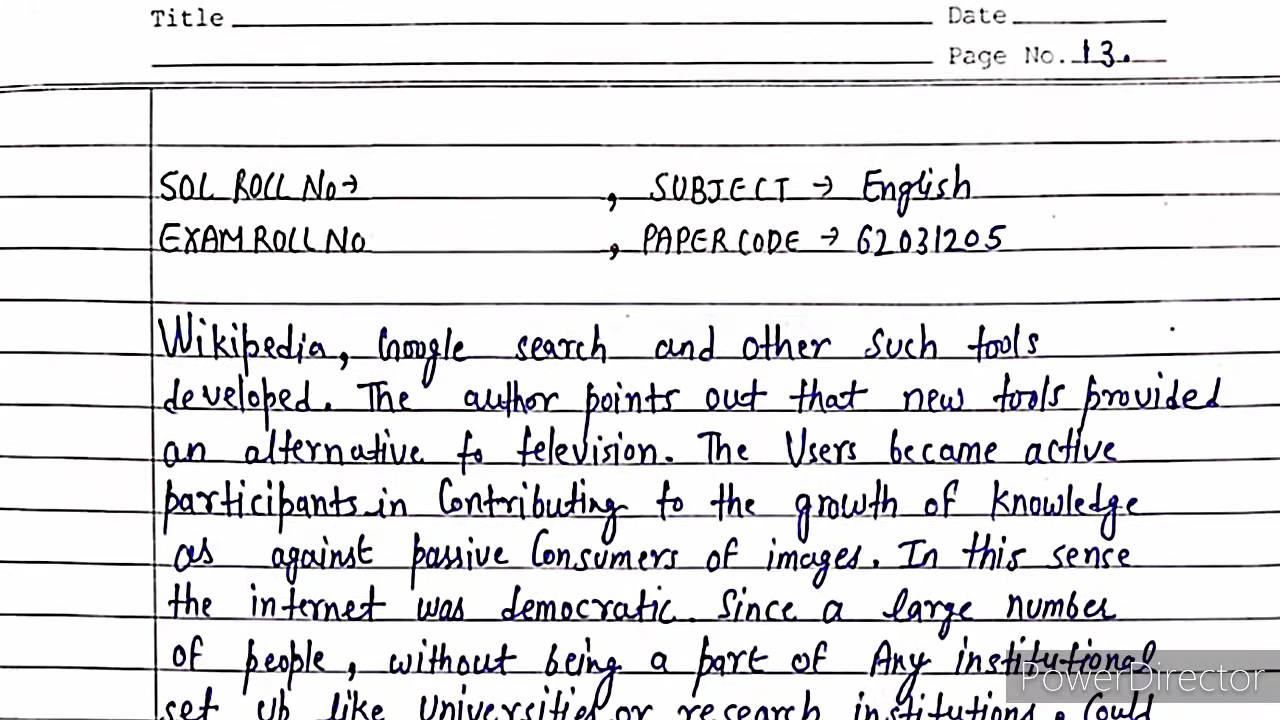 Title Date
Page No. 13.
SOL ROLL No→ , SUBJECT → English
EXAM ROLL No , PAPER CODE → 62031205
Wikipedia, Google search and other such tools
developed. The author points out that new tools provided
an alternative to television. The Users became active
participants in Contributing to the growth of Knowledge
as against passive Consumers of images. In this sense
the internet was democratic. Since a large number
of people, without being a part of Any institutional
set up like Universities or research institutions. Could
PowerDirector